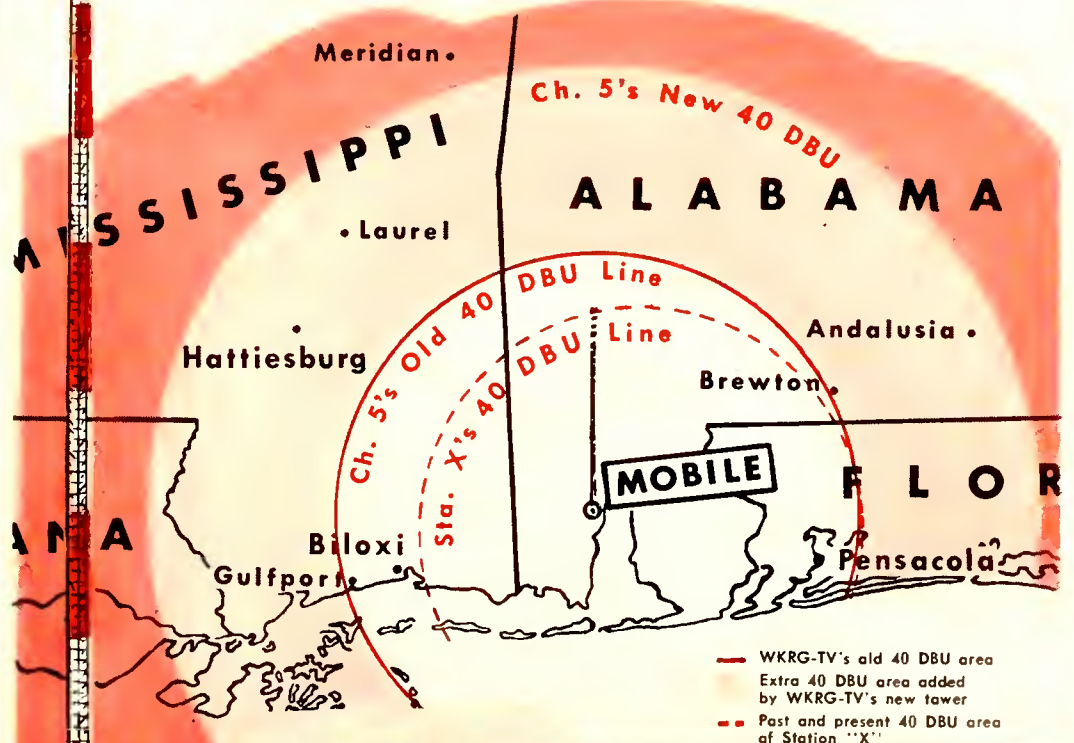 Meridian
Ch. 5's New 40 DBU
MISSISSIPPI
ALABAMA
Laurel
Ch. 5's Old 40 DBU Line
Sta. X's 40 DBU Line
Andalusia
Hattiesburg
Brewton
MOBILE
FLOR
ANA
Biloxi
Pensacola
Gulfport
WKRG-TV's old 40 DBU area
Extra 40 DBU area added
by WKRG-TV's new tower
Past and present 40 DBU area
of Station "X"